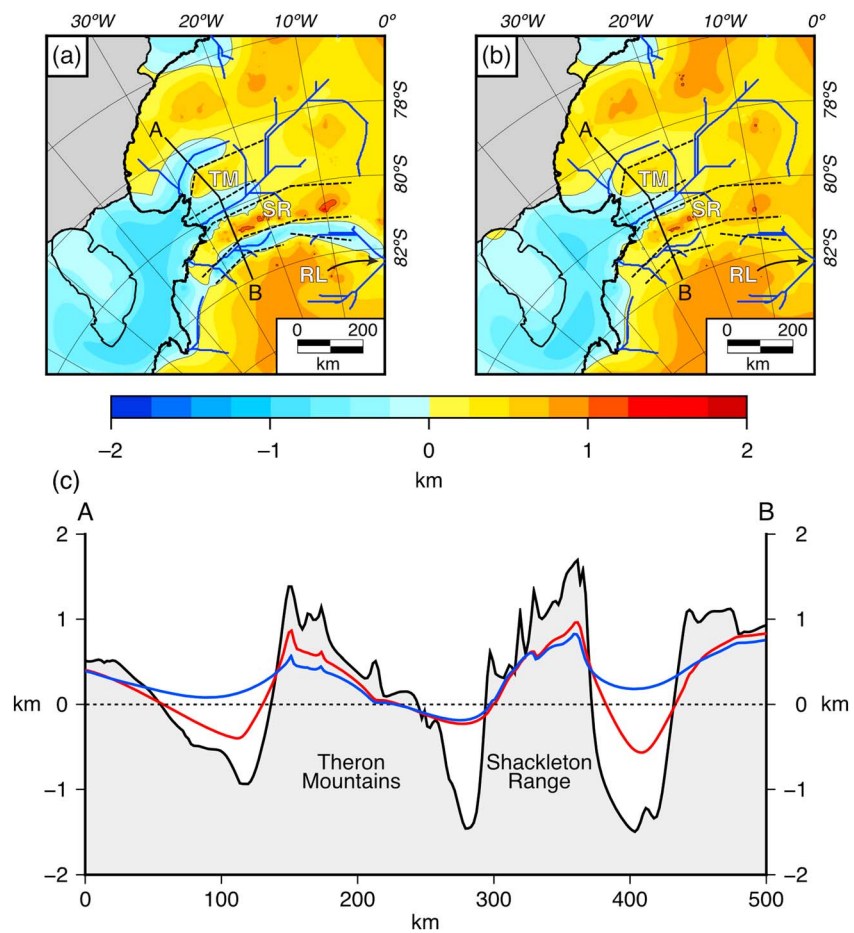 30°W 20°W 10°W 0°
(a)
A
TM
SR
RL
B
0 200
km
78°S
80°S
82°S
30°W 20°W 10°W 0°
(b)
A
TM
SR
RL
B
0 200
km
78°S
80°S
82°S
−2 −1 0 1 2
km
(c)
A B
2 2
1 1
km 0 0 km
−1 −1
−2 −2
Theron
Mountains
Shackleton
Range
0 100 200 300 400 500
km